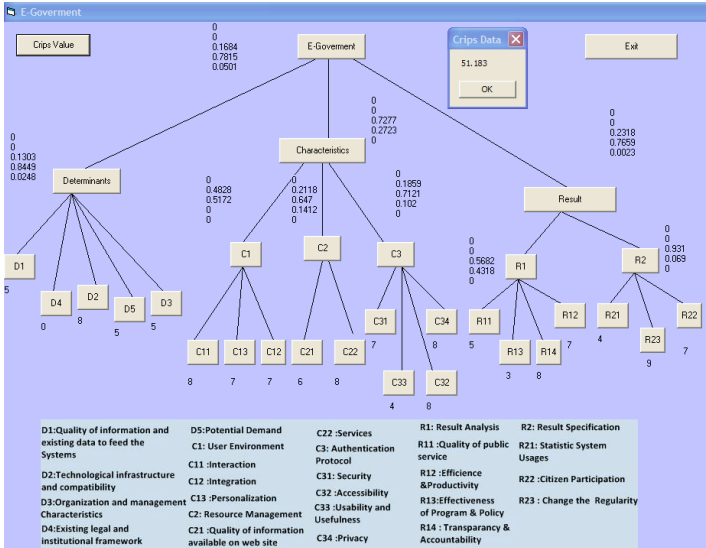 E-Goverment
Crips Value
0
0
0.1684
0.7815
0.0501
E-Goverment
Crips Data
51.183
OK
Exit
0
0
0.7277
0.2723
0
0
0
0.2318
0.7659
0.0023
0
0
0.1303
0.8449
0.0248
Determinants
Characteristics
Result
0
0.4828
0.5172
0
0
0
0.2118
0.647
0.1412
0
0
0.1859
0.7121
0.102
0
0
0
0.5682
0.4318
0
0
0.931
0.069
0
0
D1
5
D4
0
D2
8
D5
5
D3
5
C1
C2
C3
R1
R2
C11
8
C13
7
C12
7
C21
6
C22
8
C31
7
C33
4
C32
8
C34
8
R11
5
R13
3
R14
8
R12
7
R21
4
R23
9
R22
7
D1:Quality of information and
existing data to feed the
Systems
D2:Technological infrastructure
and compatibility
D3:Organization and management
Characteristics
D4:Existing legal and
institutional framework
D5:Potential Demand
C1: User Environment
C11 :Interaction
C12 :Integration
C13 :Personalization
C2: Resource Management
C21 :Quality of information
available on web site
C22 :Services
C3: Authentication
Protocol
C31: Security
C32 :Accessibility
C33 :Usability and
Usefulness
C34 :Privacy
R1: Result Analysis
R11 :Quality of public
service
R12 :Efficience
&Productivity
R13:Effectiveness
of Program & Policy
R14 : Transparancy &
Accountability
R2: Result Specification
R21: Statistic System
Usages
R22 :Citizen Participation
R23 : Change the Regularity